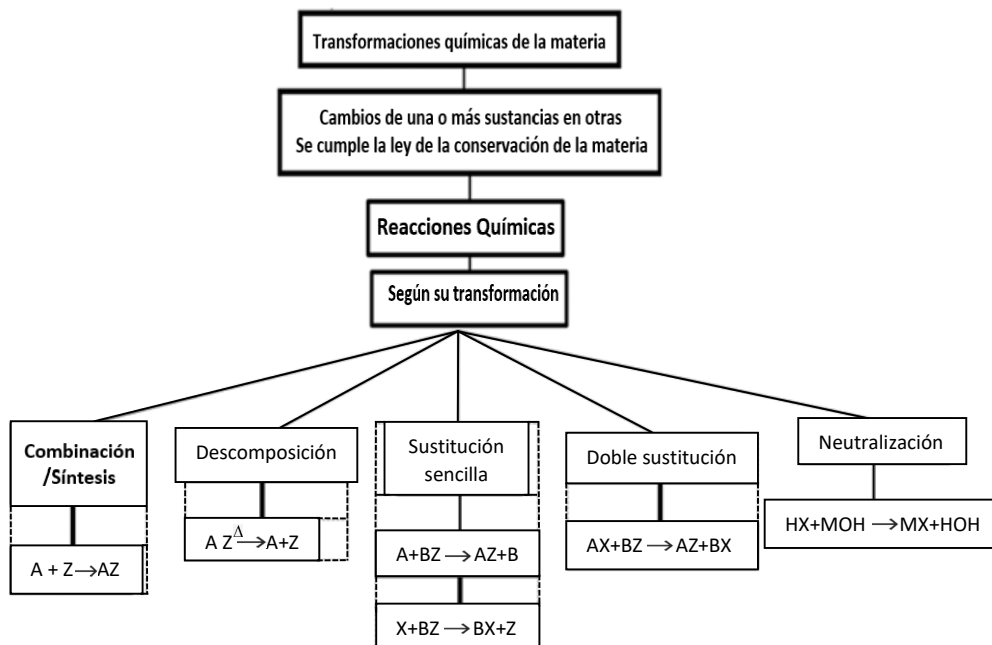 Transformaciones químicas de la materia
Cambios de una o más sustancias en otras
Se cumple la ley de la conservación de la materia
Reacciones Químicas
Según su transformación
Combinación
/Síntesis
A + Z→AZ
Descomposición
A Z Δ→A+Z
Sustitución
sencilla
A+BZ → AZ+B
X+BZ → BX+Z
Doble sustitución
AX+BZ → AZ+BX
Neutralización
HX+MOH → MX+HOH